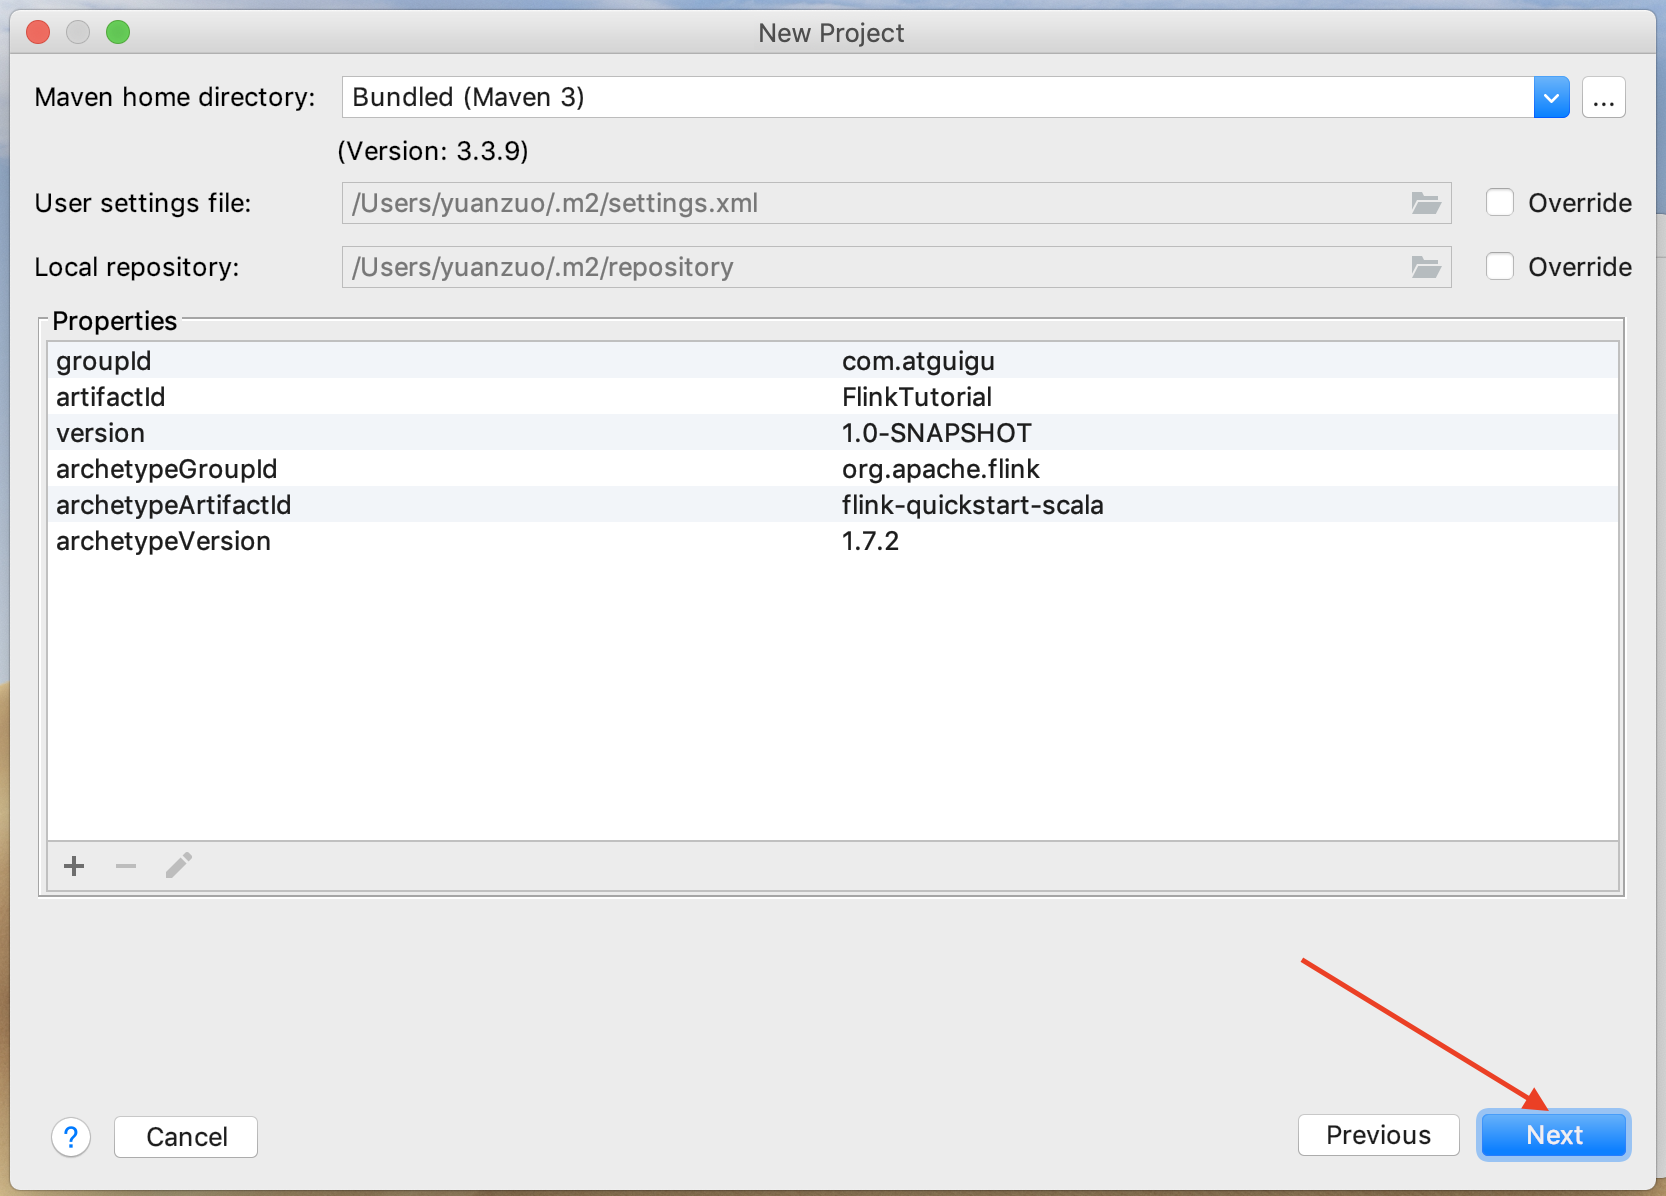 New Project
Maven home directory: Bundled (Maven 3) ...
(Version: 3.3.9)
User settings file: /Users/yuanzuo/.m2/settings.xml Override
Local repository: /Users/yuanzuo/.m2/repository Override
Properties
groupId com.atguigu
artifactId FlinkTutorial
version 1.0-SNAPSHOT
archetypeGroupId org.apache.flink
archetypeArtifactId flink-quickstart-scala
archetypeVersion 1.7.2
? Cancel Previous Next